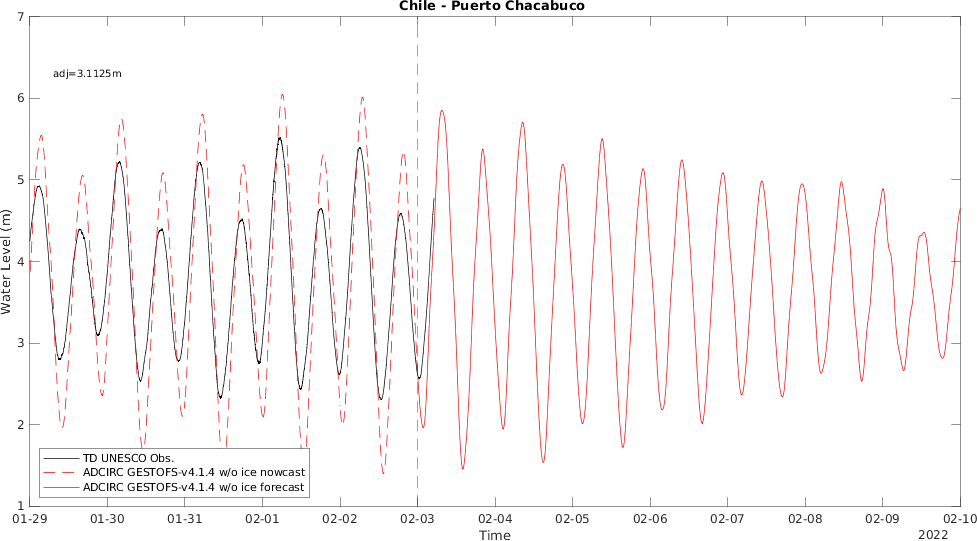 Chile - Puerto Chacabuco
7
adj=3.1125m
6
5
4
3
2
1
Water Level (m)
TD UNESCO Obs.
ADCIRC GESTOFS-v4.1.4 w/o ice nowcast
ADCIRC GESTOFS-v4.1.4 w/o ice forecast
01-29 01-30 01-31 02-01 02-02 02-03 02-04 02-05 02-06 02-07 02-08 02-09 02-10
Time
2022